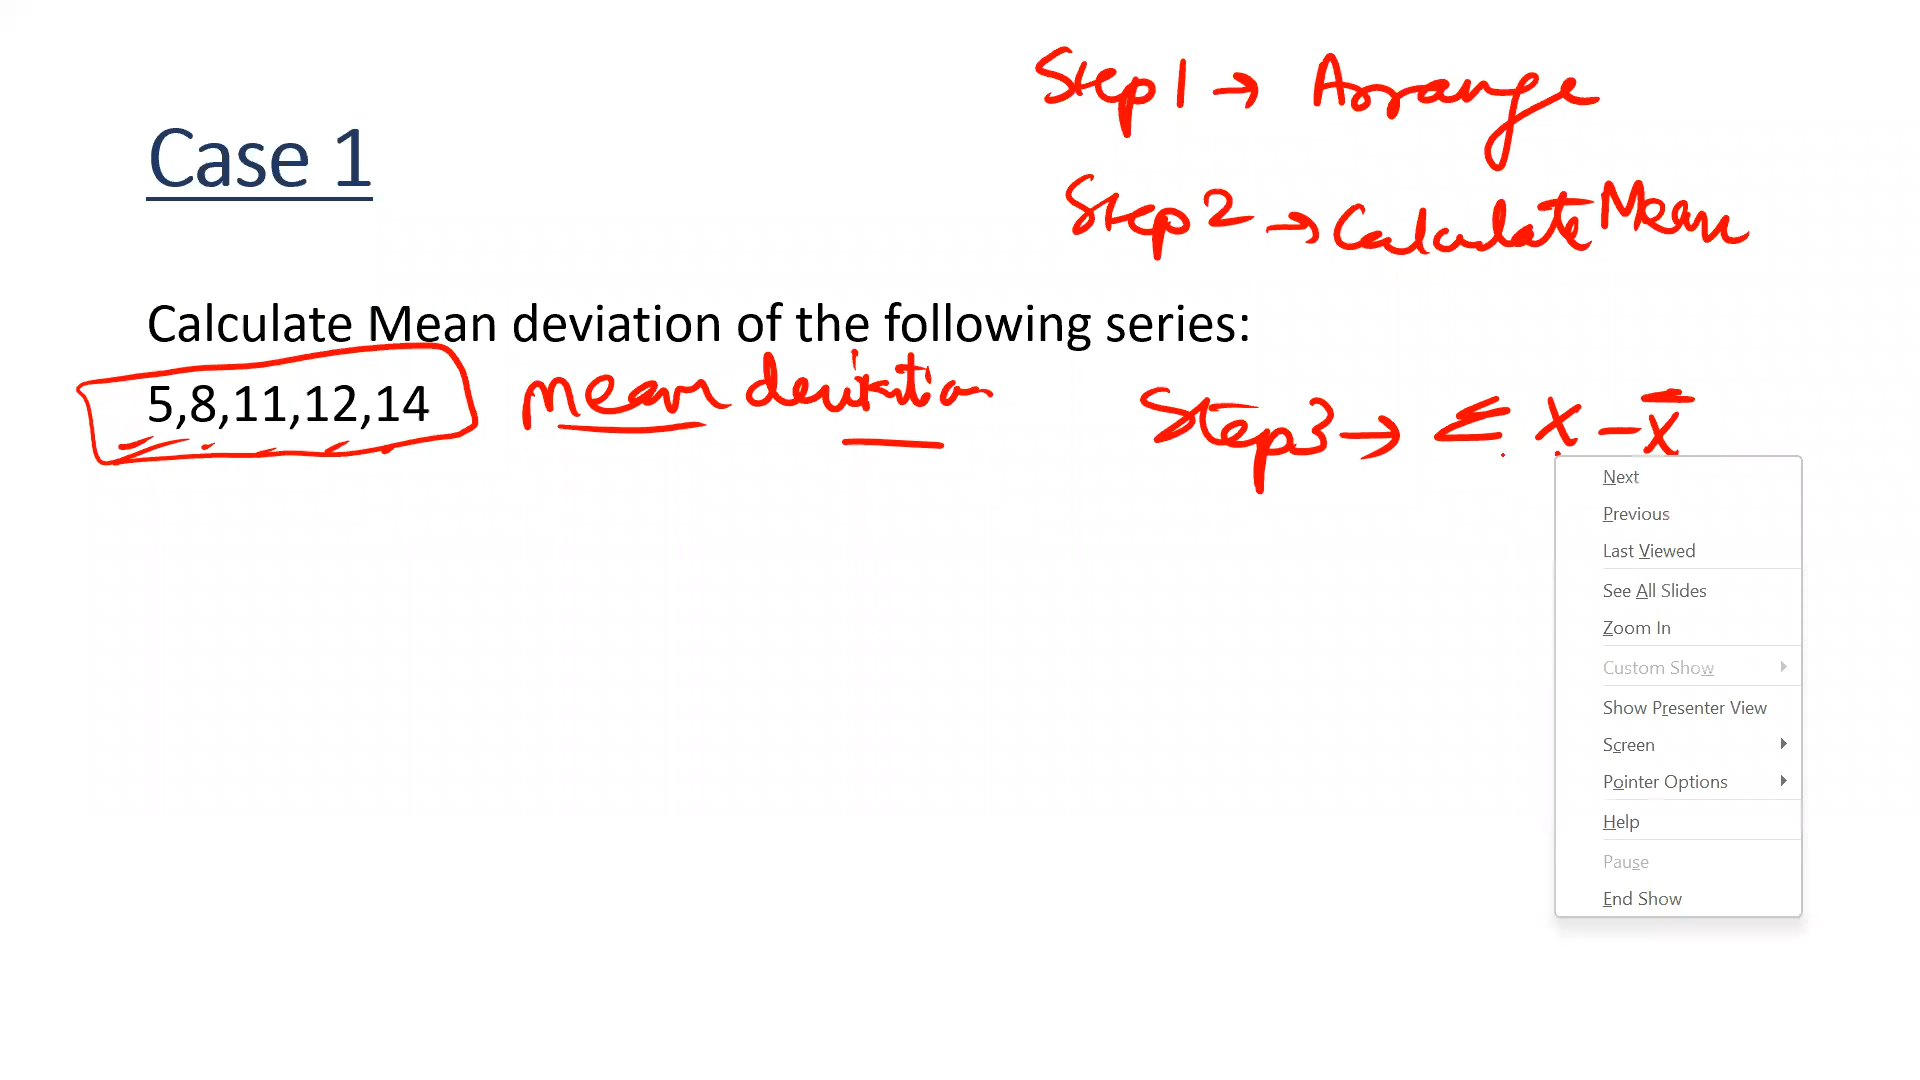 Step 1 → Arrange
Case 1
Step 2 → Calculate Mean
Calculate Mean deviation of the following series:
5,8,11,12,14
mean deviation
Step 3 → Σ X - X̄
Next
Previous
Last Viewed
See All Slides
Zoom In
Custom Show
Show Presenter View
Screen
Pointer Options
Help
Pause
End Show